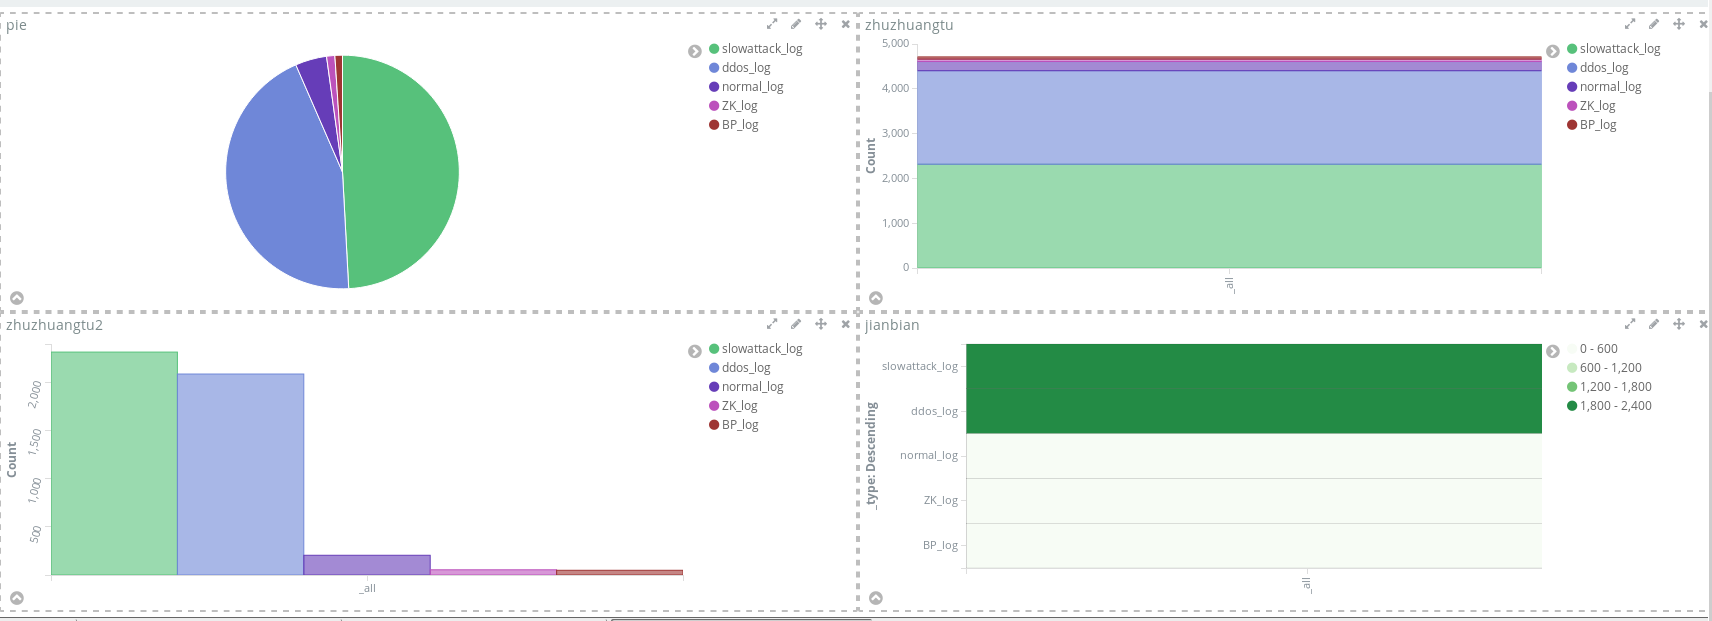 pie
slowattack_log
ddos_log
normal_log
ZK_log
BP_log
zhuzhuangtu
5,000
4,000
3,000
2,000
1,000
0
Count
_all
slowattack_log
ddos_log
normal_log
ZK_log
BP_log
zhuzhuangtu2
2,000
1,500
1,000
500
Count
_all
slowattack_log
ddos_log
normal_log
ZK_log
BP_log
jianbian
slowattack_log
ddos_log
normal_log
ZK_log
BP_log
_type: Descending
_all
0 - 600
600 - 1,200
1,200 - 1,800
1,800 - 2,400